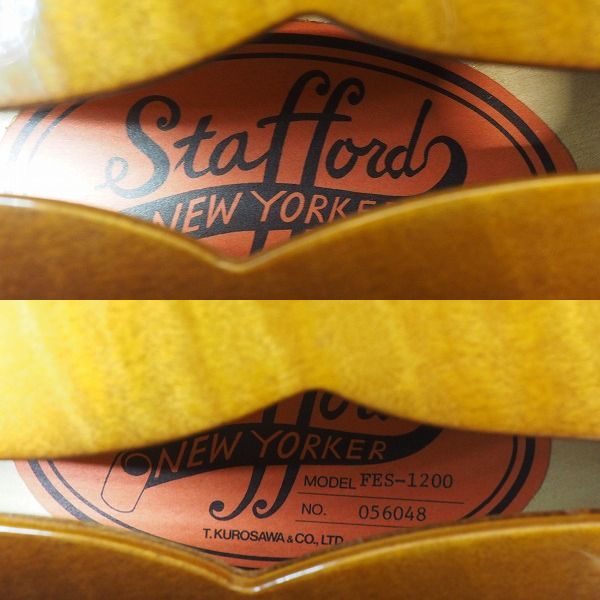 Stafford
NEW YORKER
NEW YORKER
MODEL FES-1200
NO. 056048
T. KUROSAWA & CO., LTD